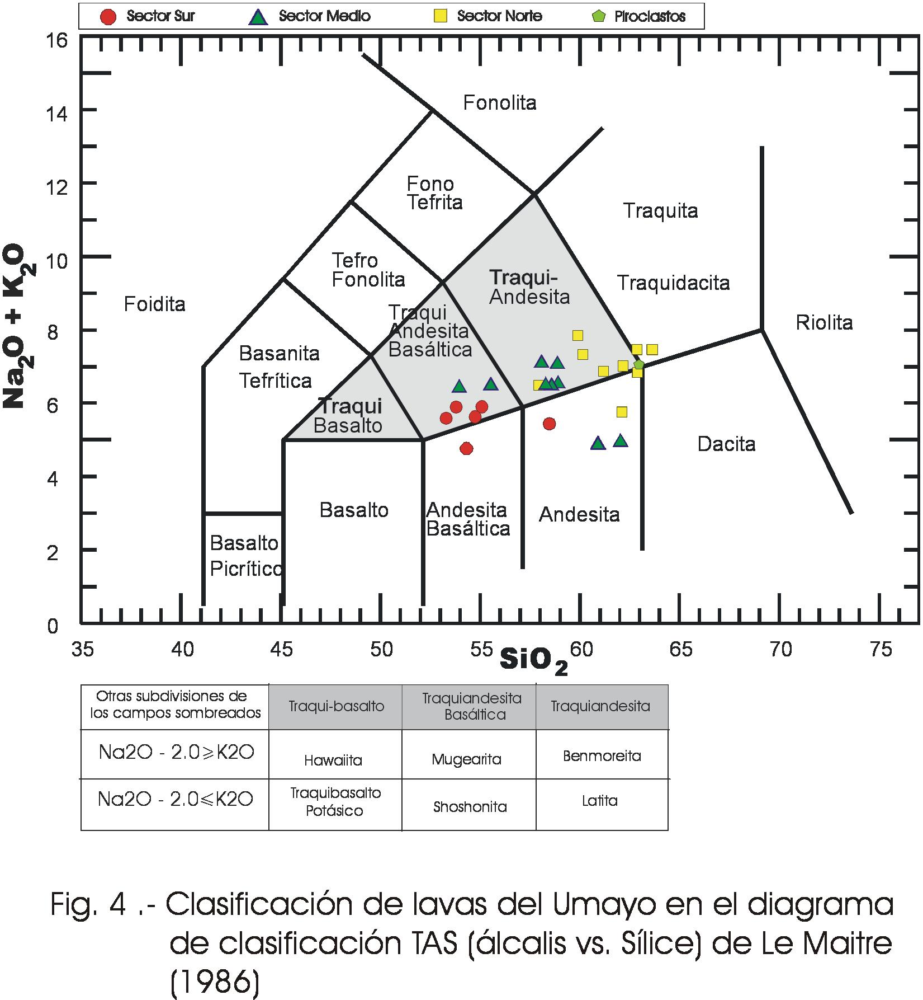 Sector Sur Sector Medio Sector Norte Piroclastos
16
14
12
10
8
6
4
2
0
Na2O + K2O
Fonolita
Fono
Tefrita
Traquita
Tefro
Fonolita
Traqui-
Andesita
Traquidacita
Foidita
Traqui
Andesita
Basáltica
Riolita
Basanita
Tefrítica
Traqui
Basalto
Dacita
Basalto
Andesita
Basáltica
Andesita
Basalto
Picrítico
35 40 45 50 55 60 65 70 75
SiO2
Otras subdivisiones de
los campos sombreados
Traqui-basalto
Traquiandesita
Basáltica
Traquiandesita
Na2O - 2.0⩾K2O
Hawaiita
Mugearita
Benmoreita
Na2O - 2.0⩽K2O
Traquibasalto
Potásico
Shoshonita
Latita
Fig. 4 .- Clasificación de lavas del Umayo en el diagrama
de clasificación TAS (álcalis vs. Sílice) de Le Maitre
(1986)